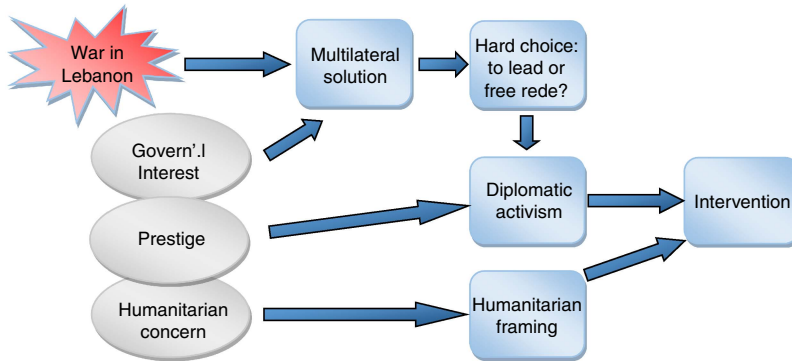 War in
Lebanon
Multilateral
solution
Hard choice:
to lead or
free rede?
Govern'.l
Interest
Prestige
Diplomatic
activism
Intervention
Humanitarian
concern
Humanitarian
framing